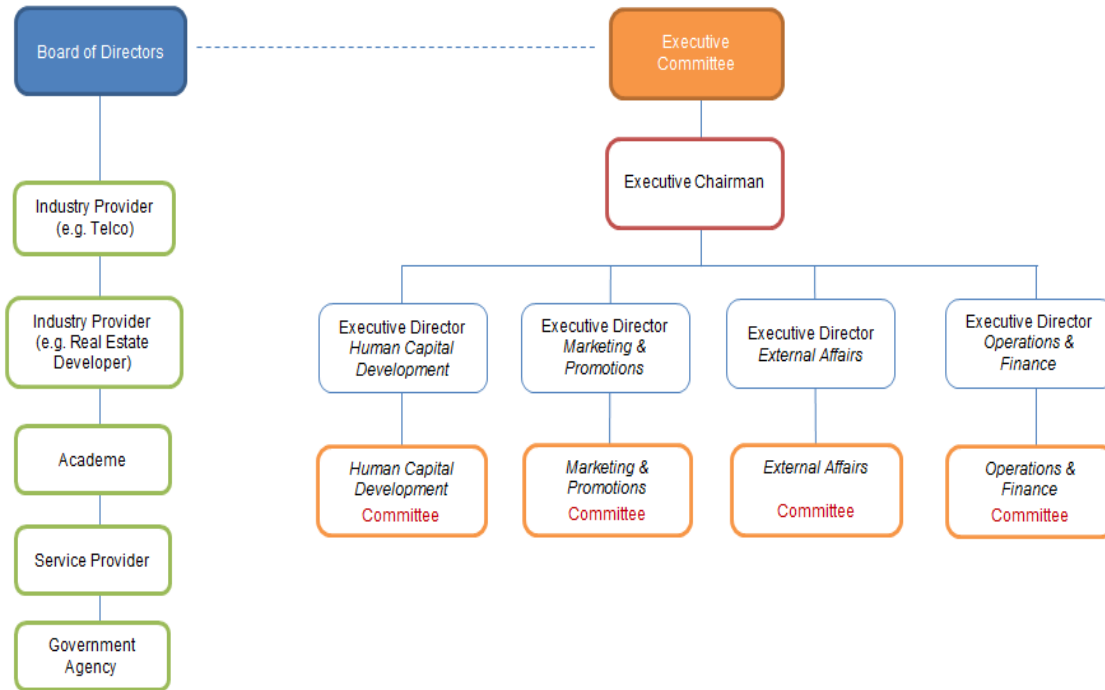 Board of Directors
Executive
Committee
Executive Chairman
Industry Provider
(e.g. Telco)
Industry Provider
(e.g. Real Estate
Developer)
Academe
Service Provider
Government
Agency
Executive Director
Human Capital
Development
Executive Director
Marketing &
Promotions
Executive Director
External Affairs
Executive Director
Operations &
Finance
Human Capital
Development
Committee
Marketing &
Promotions
Committee
External Affairs
Committee
Operations &
Finance
Committee